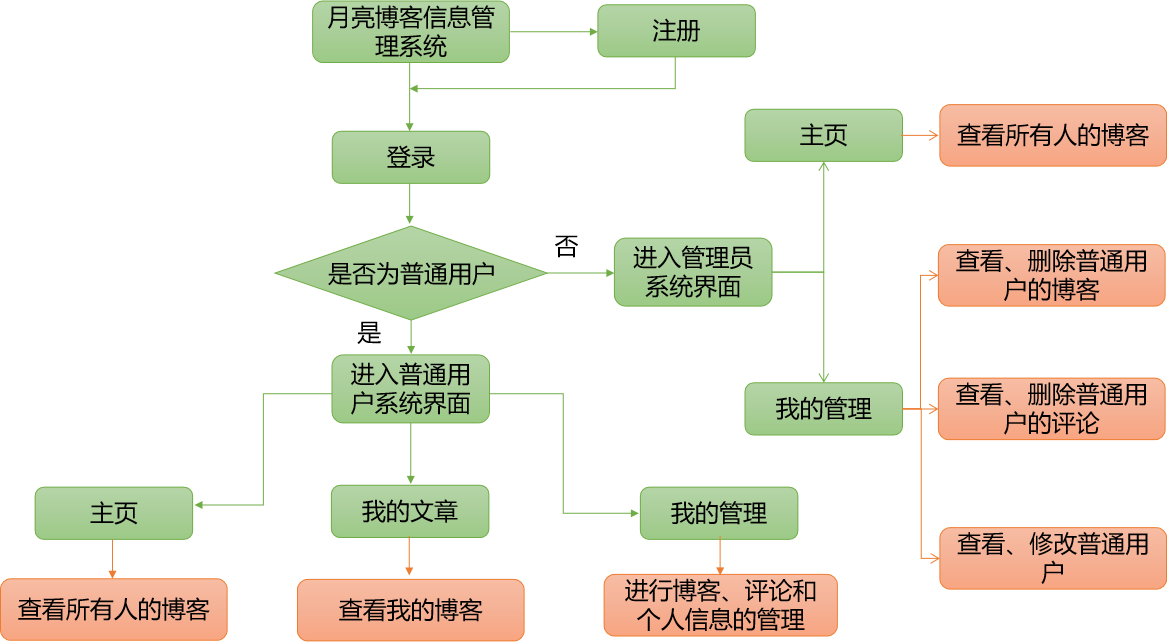 月亮博客信息管
理系统
注册
登录
主页
查看所有人的博客
是否为普通用户
否
进入管理员
系统界面
查看、删除普通用
户的博客
是
进入普通用
户系统界面
我的管理
查看、删除普通用
户的评论
主页
我的文章
我的管理
查看、修改普通用
户
查看所有人的博客
查看我的博客
进行博客、评论和
个人信息的管理